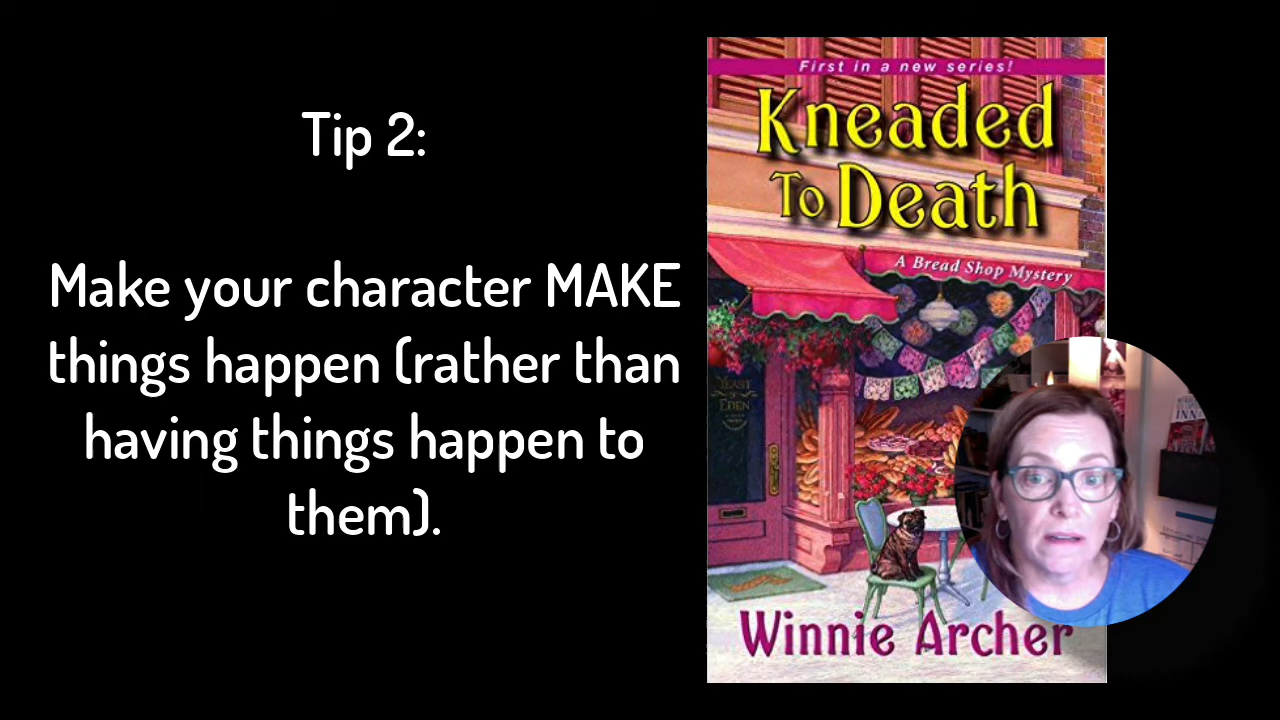 Tip 2:
Make your character MAKE
things happen (rather than
having things happen to
them).
First in a new series!
Kneaded
To Death
A Bread Shop Mystery
YEAST
of
EDEN
Winnie Archer